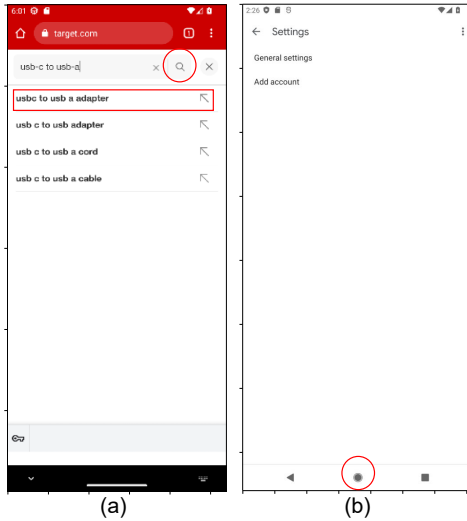 6:01
target.com
1
usb-c to usb-a
usbc to usb a adapter
usb c to usb adapter
usb c to usb a cord
usb c to usb a cable
(a)
2:26
Settings
General settings
Add account
(b)